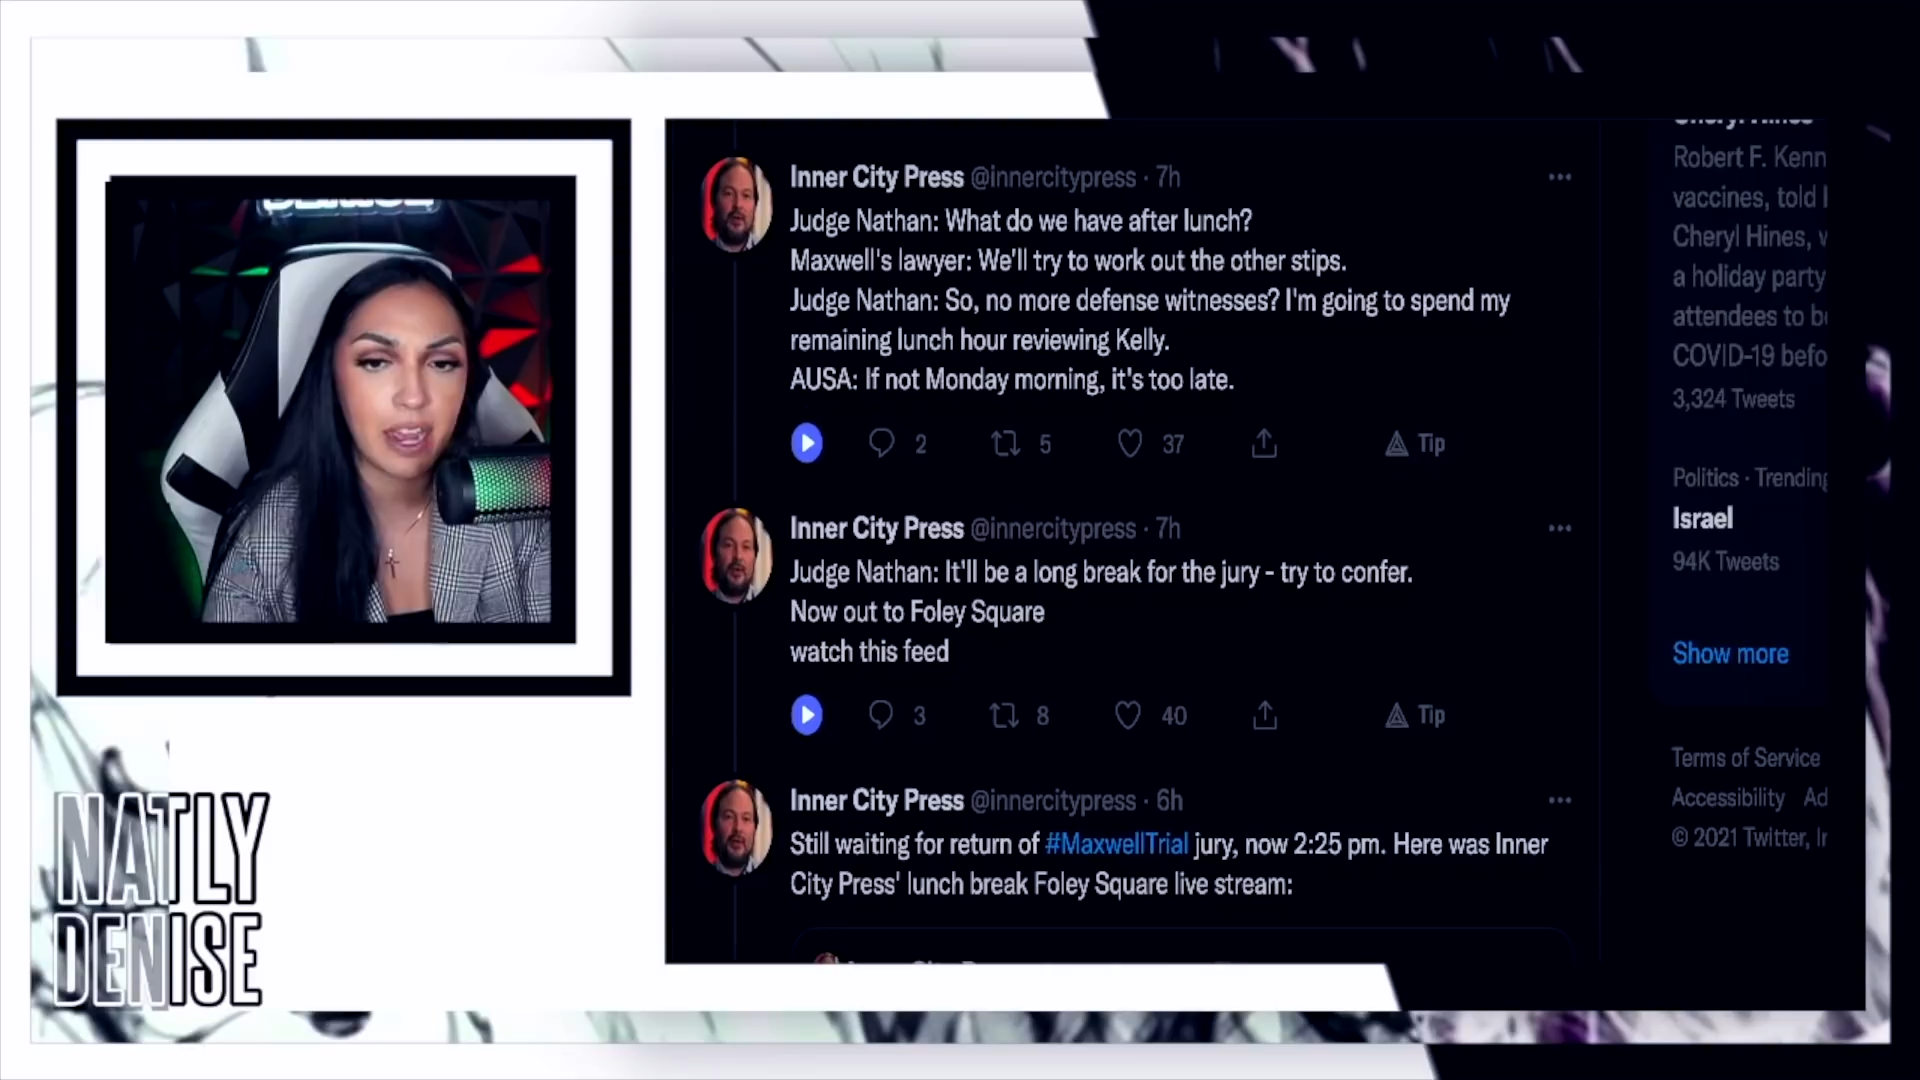 Inner City Press @innercitypress · 7h
Judge Nathan: What do we have after lunch?
Maxwell's lawyer: We'll try to work out the other stips.
Judge Nathan: So, no more defense witnesses? I'm going to spend my
remaining lunch hour reviewing Kelly.
AUSA: If not Monday morning, it's too late.
2 5 37 Tip
Inner City Press @innercitypress · 7h
Judge Nathan: It'll be a long break for the jury - try to confer.
Now out to Foley Square
watch this feed
3 8 40 Tip
Inner City Press @innercitypress · 6h
Still waiting for return of #MaxwellTrial jury, now 2:25 pm. Here was Inner
City Press' lunch break Foley Square live stream:
Cheryl Hines
Robert F. Kenn
vaccines, told
Cheryl Hines,
a holiday party
attendees to b
COVID-19 befo
3,324 Tweets
Politics · Trending
Israel
94K Tweets
Show more
Terms of Service
Accessibility Ad
© 2021 Twitter, In
NATLY
DENISE